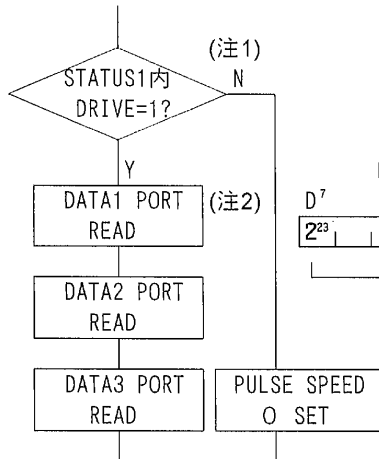 (注1)
STATUS1内
DRIVE=1?
N
Y
DATA1 PORT
READ
(注2)
D7
2²³
DATA2 PORT
READ
DATA3 PORT
READ
PULSE SPEED
O SET